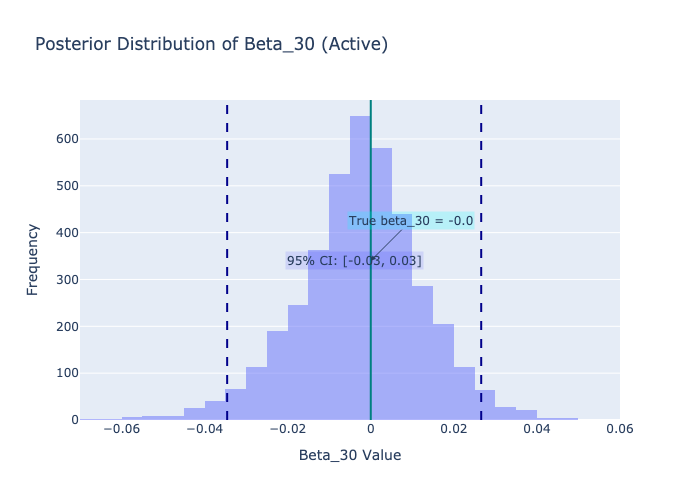 Posterior Distribution of Beta_30 (Active)
600
500
400
300
200
100
0
Frequency
True beta_30 = -0.0
95% CI: [-0.03, 0.03]
−0.06
−0.04
−0.02
0
0.02
0.04
0.06
Beta_30 Value